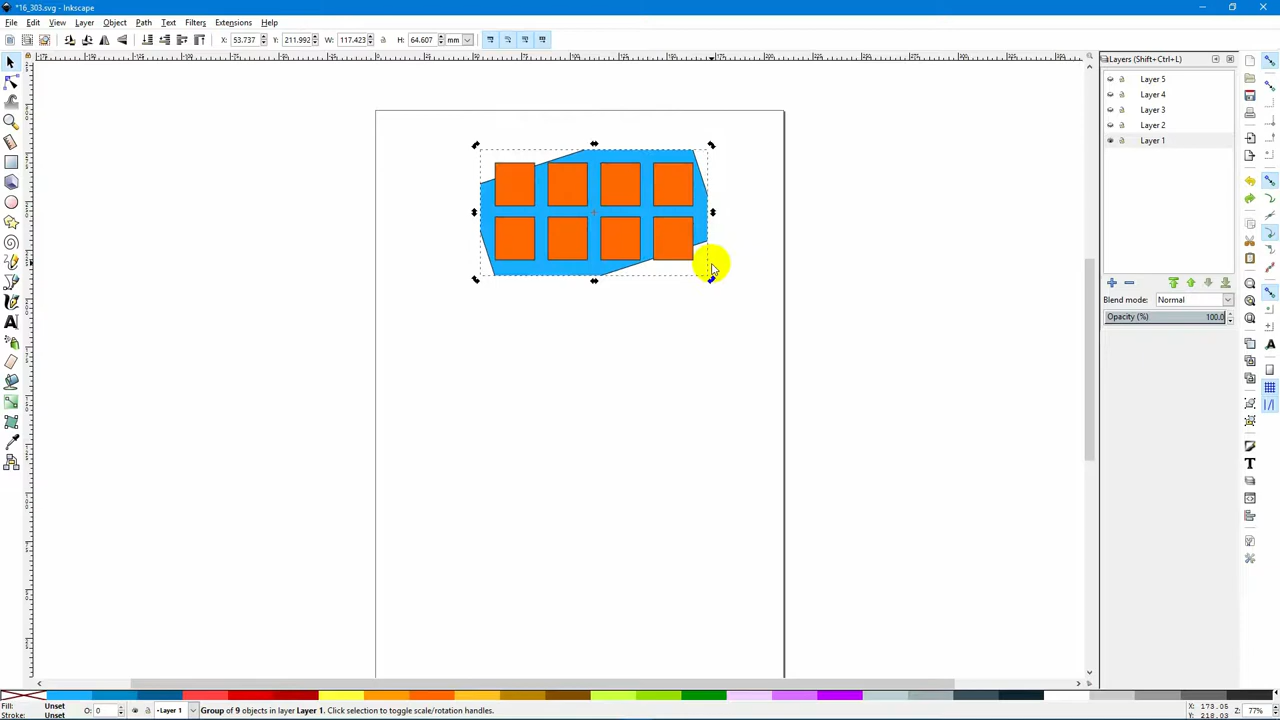 *16_303.svg - Inkscape
File Edit View Layer Object Path Text Filters Extensions Help
X: 53.737 Y: 211.992 W: 117.423 H: 64.607 mm
Layers (Shift+Ctrl+L)
Layer 5
Layer 4
Layer 3
Layer 2
Layer 1
Blend mode: Normal
Opacity (%) 100.0
Fill: Unset
Stroke: Unset
O: 0
Layer 1
Group of 9 objects in layer Layer 1. Click selection to toggle scale/rotation handles.
X: 173.05
Y: 218.03
Z: 77%